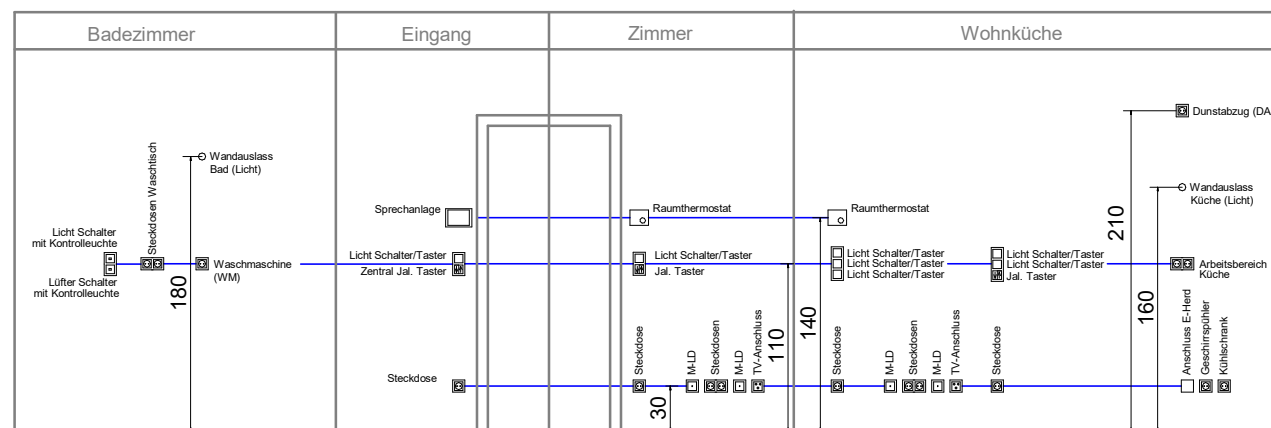 Badezimmer
Eingang
Zimmer
Wohnküche
Dunstabzug (DA
Steckdosen Waschtisch
Wandauslass
Bad (Licht)
Wandauslass
Küche (Licht)
Sprechanlage
Raumthermostat
Raumthermostat
210
Licht Schalter
mit Kontrolleuchte
Lüfter Schalter
mit Kontrolleuchte
Waschmaschine
(WM)
180
Licht Schalter/Taster
Zentral Jal. Taster
Licht Schalter/Taster
Jal. Taster
Licht Schalter/Taster
Licht Schalter/Taster
Licht Schalter/Taster
Licht Schalter/Taster
Licht Schalter/Taster
Jal. Taster
Arbeitsbereich
Küche
160
140
110
Steckdose
Steckdose
M-LD
Steckdosen
M-LD
TV-Anschluss
Steckdose
M-LD
Steckdosen
M-LD
TV-Anschluss
Steckdose
Anschluss E-Herd
Geschirrspühler
Kühlschrank
30